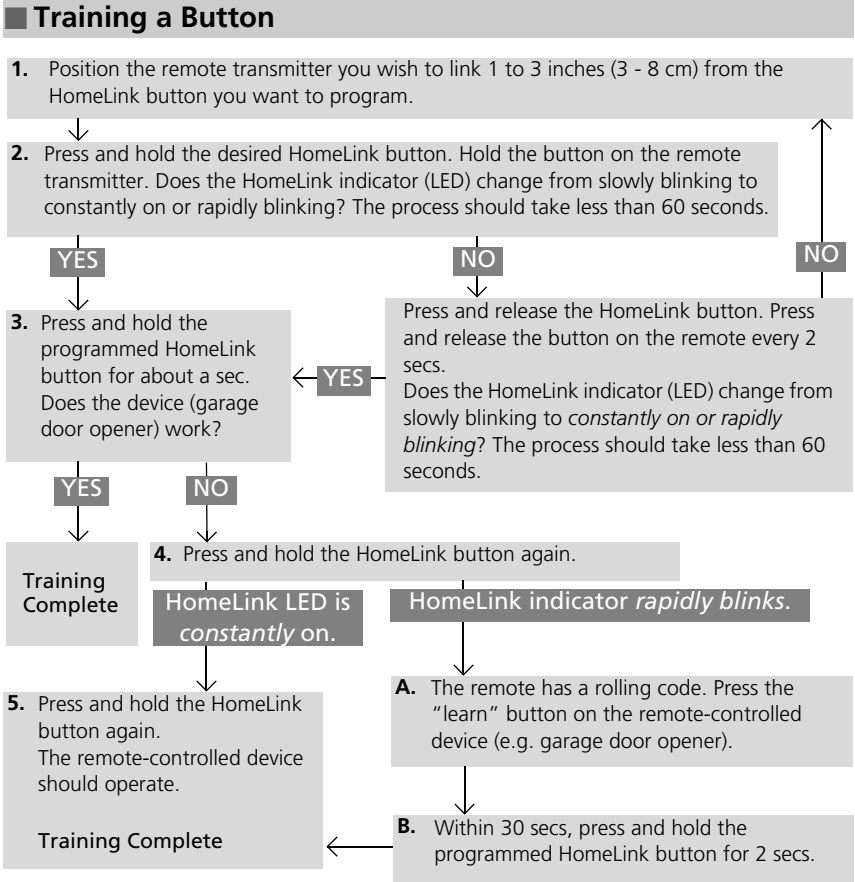 Training a Button
1. Position the remote transmitter you wish to link 1 to 3 inches (3 - 8 cm) from the
HomeLink button you want to program.
2. Press and hold the desired HomeLink button. Hold the button on the remote
transmitter. Does the HomeLink indicator (LED) change from slowly blinking to
constantly on or rapidly blinking? The process should take less than 60 seconds.
YES
NO
NO
Press and release the HomeLink button. Press
and release the button on the remote every 2
secs.
Does the HomeLink indicator (LED) change from
slowly blinking to constantly on or rapidly
blinking? The process should take less than 60
seconds.
YES
3. Press and hold the
programmed HomeLink
button for about a sec.
Does the device (garage
door opener) work?
YES
NO
Training
Complete
4. Press and hold the HomeLink button again.
HomeLink LED is
constantly on.
HomeLink indicator rapidly blinks.
A. The remote has a rolling code. Press the
“learn” button on the remote-controlled
device (e.g. garage door opener).
B. Within 30 secs, press and hold the
programmed HomeLink button for 2 secs.
5. Press and hold the HomeLink
button again.
The remote-controlled device
should operate.
Training Complete